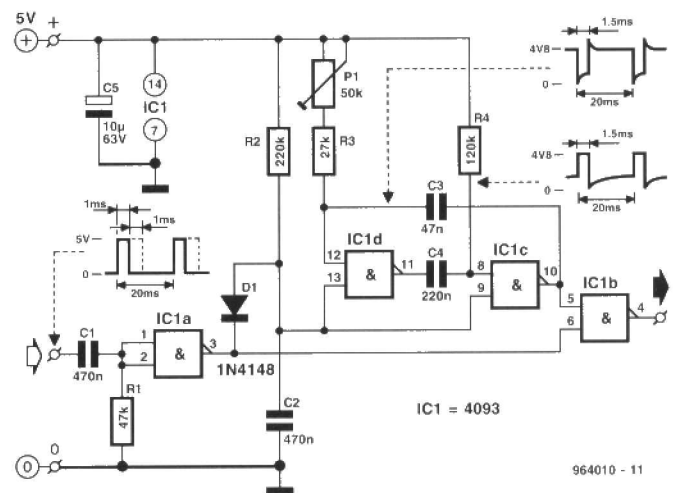 5V +
C5
10µ
63V
14
IC1
7
R2
220k
P1
50k
R3
27k
R4
120k
1.5ms
4V8
0
20ms
1.5ms
4V8
0
20ms
1ms
1ms
5V
0
20ms
C3
47n
IC1d
12
13
&
11
C4
220n
IC1c
8
9
&
10
IC1b
5
6
&
4
D1
1N4148
C1
470n
IC1a
1
2
&
3
R1
47k
C2
470n
IC1 = 4093
0 0
964010 - 11